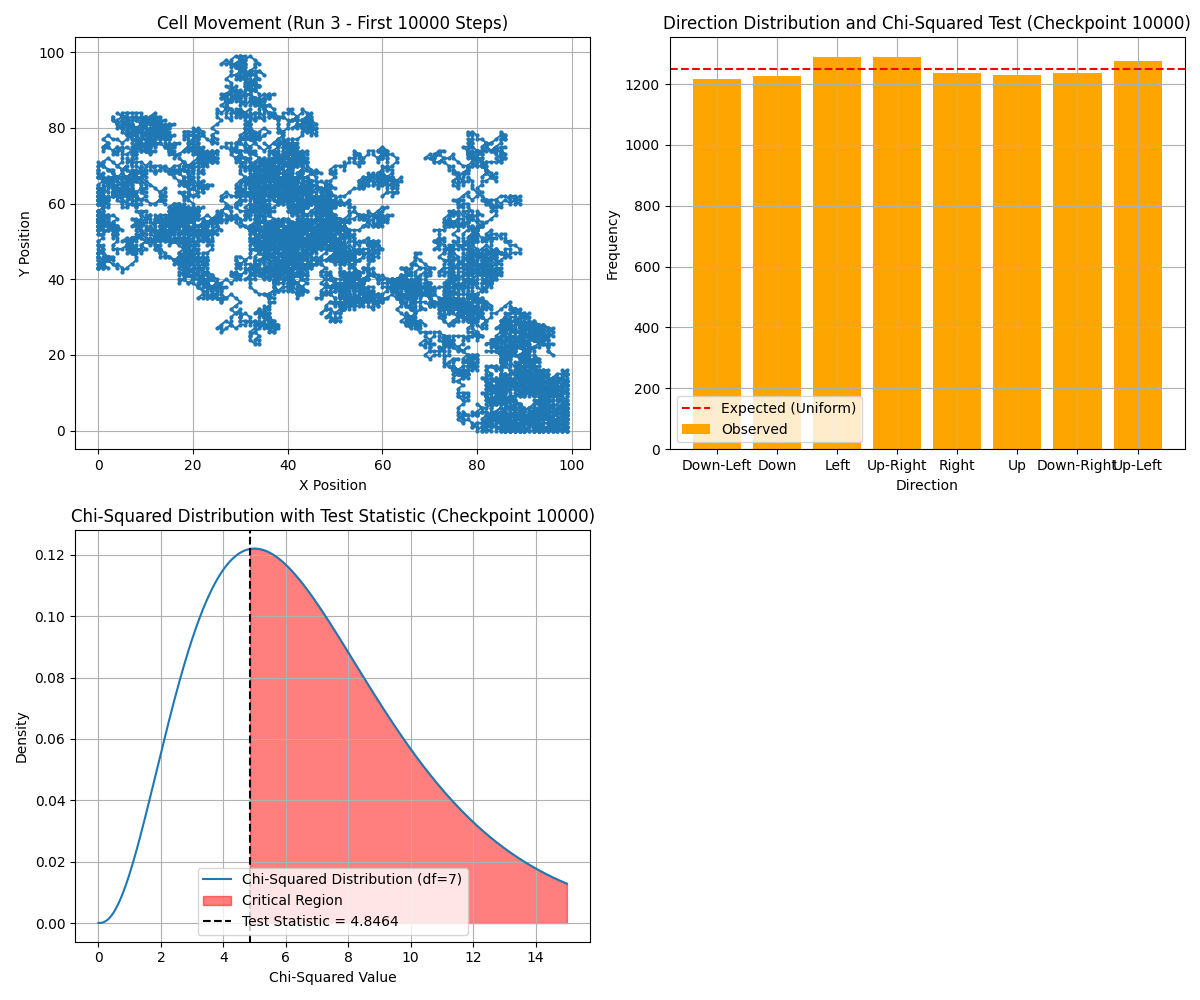 Cell Movement (Run 3 - First 10000 Steps)
100
80
60
40
20
0
Y Position
0 20 40 60 80 100
X Position
Direction Distribution and Chi-Squared Test (Checkpoint 10000)
1200
1000
800
600
400
200
0
Frequency
Expected (Uniform)
Observed
Down-Left Down Left Up-Right Right Up Down-Right Up-Left
Direction
Chi-Squared Distribution with Test Statistic (Checkpoint 10000)
0.12
0.10
0.08
0.06
0.04
0.02
0.00
Density
Chi-Squared Distribution (df=7)
Critical Region
Test Statistic = 4.8464
0 2 4 6 8 10 12 14
Chi-Squared Value